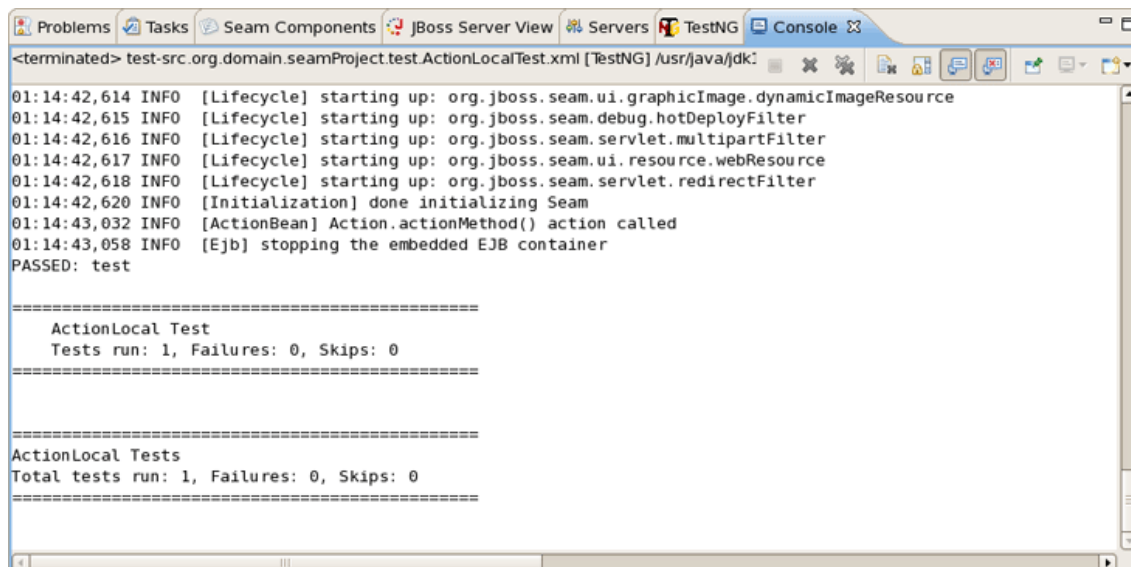 Problems Tasks Seam Components JBoss Server View Servers TestNG Console
<terminated> test-src.org.domain.seamProject.test.ActionLocalTest.xml [TestNG] /usr/java/jdk1
01:14:42,614 INFO  [Lifecycle] starting up: org.jboss.seam.ui.graphicImage.dynamicImageResource
01:14:42,615 INFO  [Lifecycle] starting up: org.jboss.seam.debug.hotDeployFilter
01:14:42,616 INFO  [Lifecycle] starting up: org.jboss.seam.servlet.multipartFilter
01:14:42,617 INFO  [Lifecycle] starting up: org.jboss.seam.ui.resource.webResource
01:14:42,618 INFO  [Lifecycle] starting up: org.jboss.seam.servlet.redirectFilter
01:14:42,620 INFO  [Initialization] done initializing Seam
01:14:43,032 INFO  [ActionBean] Action.actionMethod() action called
01:14:43,058 INFO  [Ejb] stopping the embedded EJB container
PASSED: test
===============================================
    ActionLocal Test
    Tests run: 1, Failures: 0, Skips: 0
===============================================
===============================================
ActionLocal Tests
Total tests run: 1, Failures: 0, Skips: 0
===============================================